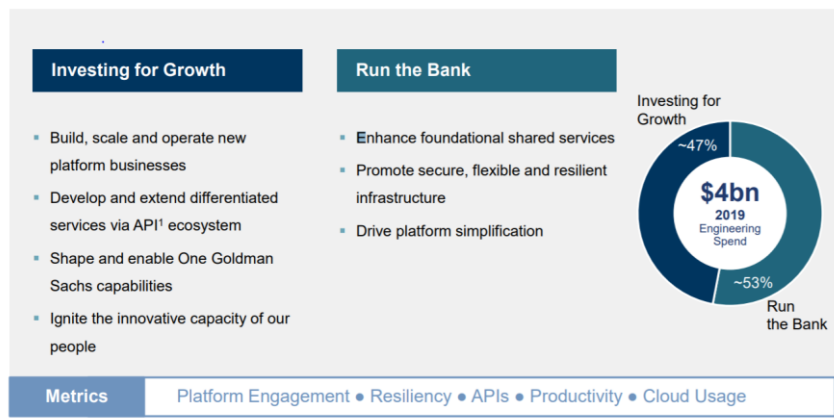 Investing for Growth
▪ Build, scale and operate new
platform businesses
▪ Develop and extend differentiated
services via API¹ ecosystem
▪ Shape and enable One Goldman
Sachs capabilities
▪ Ignite the innovative capacity of our
people
Run the Bank
▪ Enhance foundational shared services
▪ Promote secure, flexible and resilient
infrastructure
▪ Drive platform simplification
Investing for
Growth
~47%
$4bn
2019
Engineering
Spend
~53%
Run
the Bank
Metrics
Platform Engagement ● Resiliency ● APIs ● Productivity ● Cloud Usage